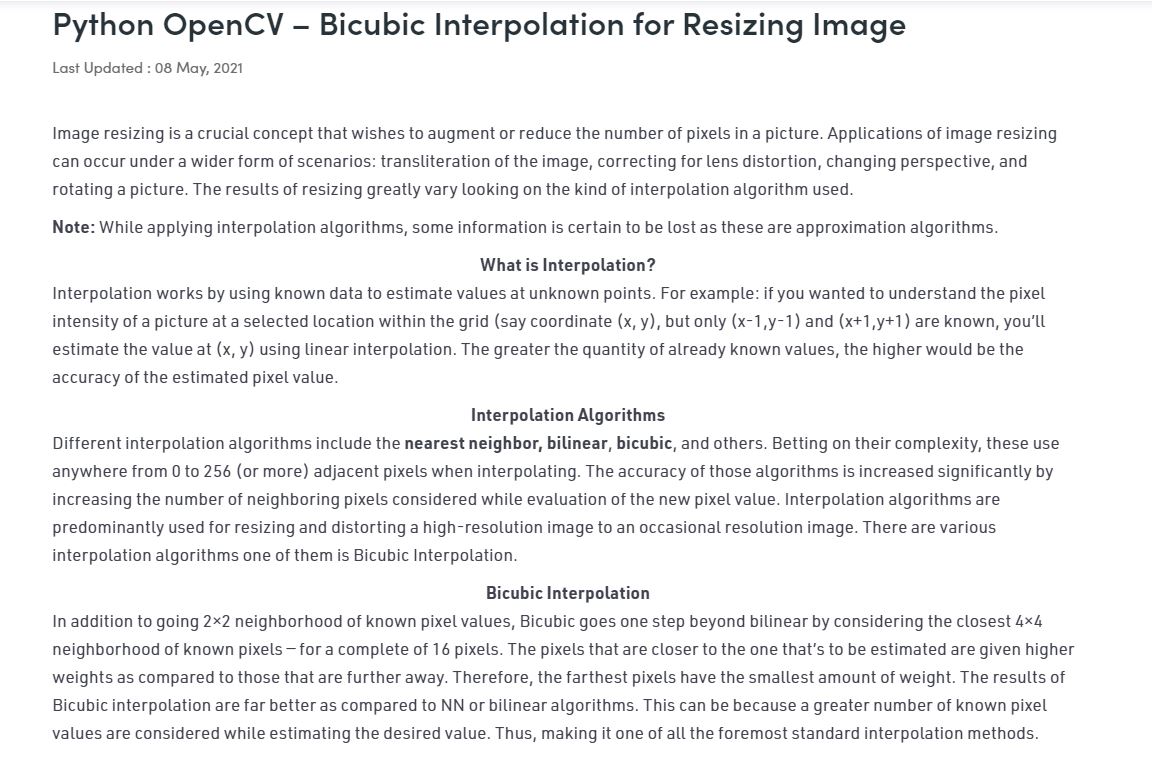 Python OpenCV – Bicubic Interpolation for Resizing Image
Last Updated : 08 May, 2021
Image resizing is a crucial concept that wishes to augment or reduce the number of pixels in a picture. Applications of image resizing
can occur under a wider form of scenarios: transliteration of the image, correcting for lens distortion, changing perspective, and
rotating a picture. The results of resizing greatly vary looking on the kind of interpolation algorithm used.
Note: While applying interpolation algorithms, some information is certain to be lost as these are approximation algorithms.
What is Interpolation?
Interpolation works by using known data to estimate values at unknown points. For example: if you wanted to understand the pixel
intensity of a picture at a selected location within the grid (say coordinate (x, y), but only (x-1,y-1) and (x+1,y+1) are known, you’ll
estimate the value at (x, y) using linear interpolation. The greater the quantity of already known values, the higher would be the
accuracy of the estimated pixel value.
Interpolation Algorithms
Different interpolation algorithms include the nearest neighbor, bilinear, bicubic, and others. Betting on their complexity, these use
anywhere from 0 to 256 (or more) adjacent pixels when interpolating. The accuracy of those algorithms is increased significantly by
increasing the number of neighboring pixels considered while evaluation of the new pixel value. Interpolation algorithms are
predominantly used for resizing and distorting a high-resolution image to an occasional resolution image. There are various
interpolation algorithms one of them is Bicubic Interpolation.
Bicubic Interpolation
In addition to going 2×2 neighborhood of known pixel values, Bicubic goes one step beyond bilinear by considering the closest 4×4
neighborhood of known pixels — for a complete of 16 pixels. The pixels that are closer to the one that’s to be estimated are given higher
weights as compared to those that are further away. Therefore, the farthest pixels have the smallest amount of weight. The results of
Bicubic interpolation are far better as compared to NN or bilinear algorithms. This can be because a greater number of known pixel
values are considered while estimating the desired value. Thus, making it one of all the foremost standard interpolation methods.